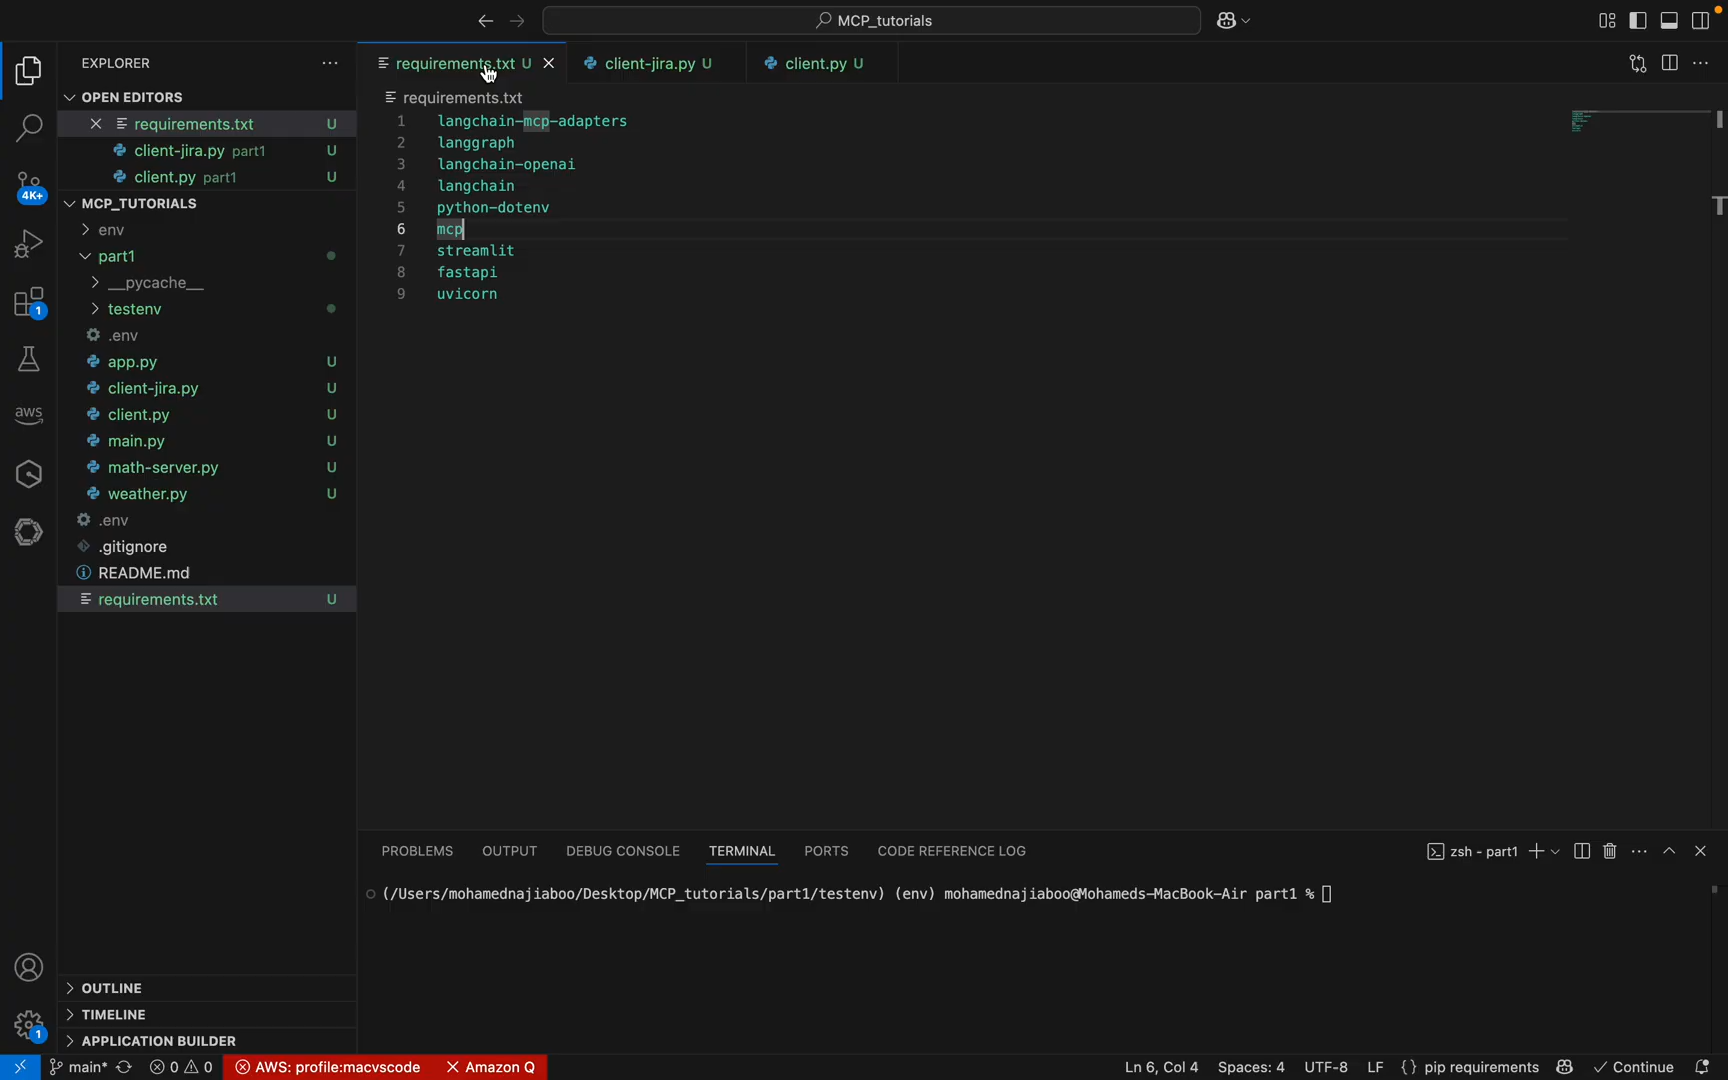 MCP_tutorials
EXPLORER
requirements.txt U
client-jira.py U
client.py U
OPEN EDITORS
requirements.txt
requirements.txt U
client-jira.py part1 U
client.py part1 U
4K+
MCP_TUTORIALS
env
part1
__pycache__
testenv
.env
app.py U
client-jira.py U
client.py U
main.py U
math-server.py U
weather.py U
.env
.gitignore
README.md
requirements.txt U
1
aws
1 langchain-mcp-adapters
2 langgraph
3 langchain-openai
4 langchain
5 python-dotenv
6 mcp
7 streamlit
8 fastapi
9 uvicorn
PROBLEMS OUTPUT DEBUG CONSOLE TERMINAL PORTS CODE REFERENCE LOG
zsh - part1
(/Users/mohamednajiaboo/Desktop/MCP_tutorials/part1/testenv) (env) mohamednajiaboo@Mohameds-MacBook-Air part1 %
OUTLINE
TIMELINE
APPLICATION BUILDER
1
main* 0 0 AWS: profile:macvscode Amazon Q Ln 6, Col 4 Spaces: 4 UTF-8 LF {} pip requirements Continue